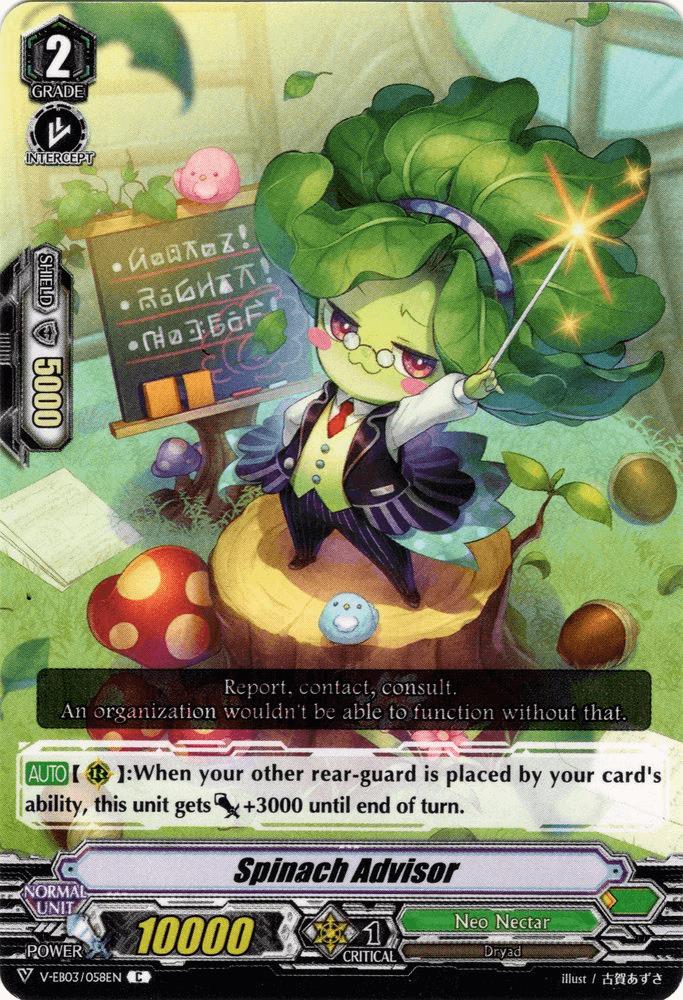 2
GRADE
INTERCEPT
SHIELD
5000
Report, contact, consult.
An organization wouldn't be able to function without that.
AUTO【 R 】:When your other rear-guard is placed by your card's
ability, this unit gets +3000 until end of turn.
Spinach Advisor
NORMAL
UNIT
POWER
10000
1
CRITICAL
Neo Nectar
Dryad
V-EB03/058EN C
illust / 古賀あずさ